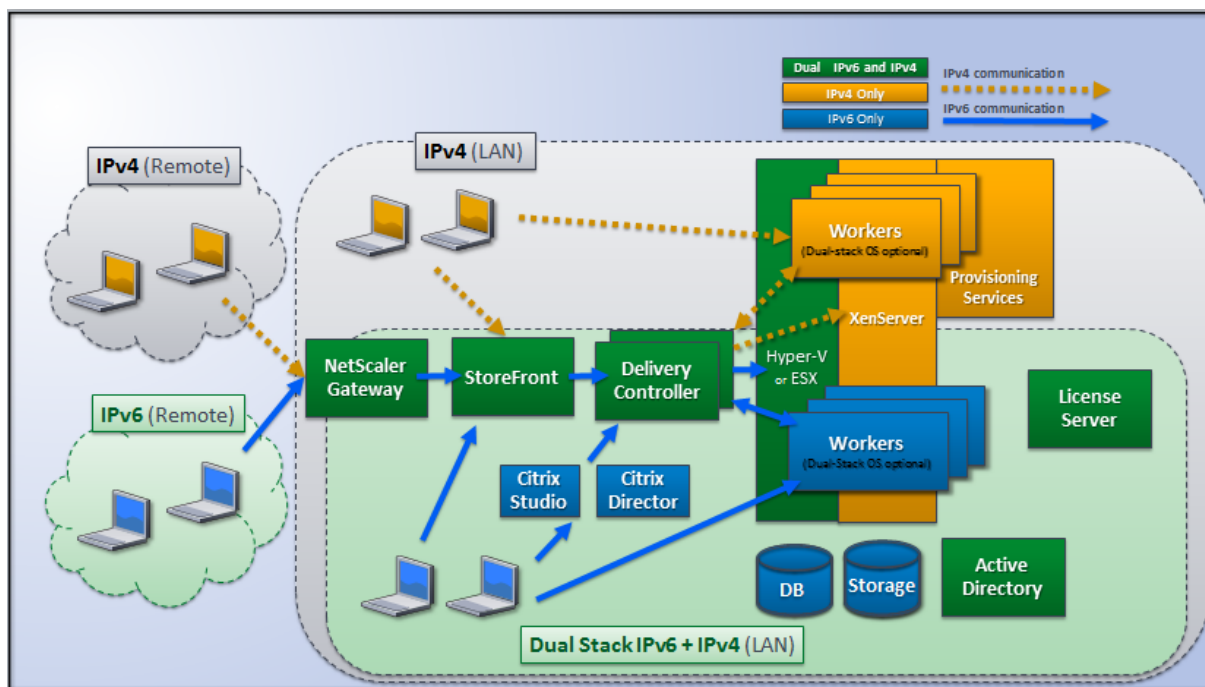 Dual IPv6 and IPv4
IPv4 Only
IPv6 Only
IPv4 communication
IPv6 communication
IPv4 (Remote)
IPv4 (LAN)
Workers
(Dual-stack OS optional)
Provisioning
Services
XenServer
Hyper-V
or ESX
NetScaler
Gateway
StoreFront
Delivery
Controller
License
Server
IPv6 (Remote)
Workers
(Dual-Stack OS optional)
Citrix
Studio
Citrix
Director
DB
Storage
Active
Directory
Dual Stack IPv6 + IPv4 (LAN)